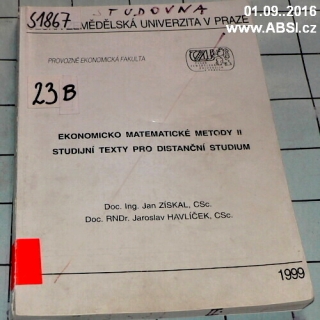 01.09..2016
www.ABSI.cz
S1867
STUDOVNA
MĚDĚLSKÁ UNIVERZITA V PRAZE
PROVOZNĚ EKONOMICKÁ FAKULTA
23B
EKONOMICKO MATEMATICKÉ METODY II
STUDIJNÍ TEXTY PRO DISTANČNÍ STUDIUM
Doc. Ing. Jan ZÍSKAL, CSc.
Doc. RNDr. Jaroslav HAVLÍČEK, CSc.
1999